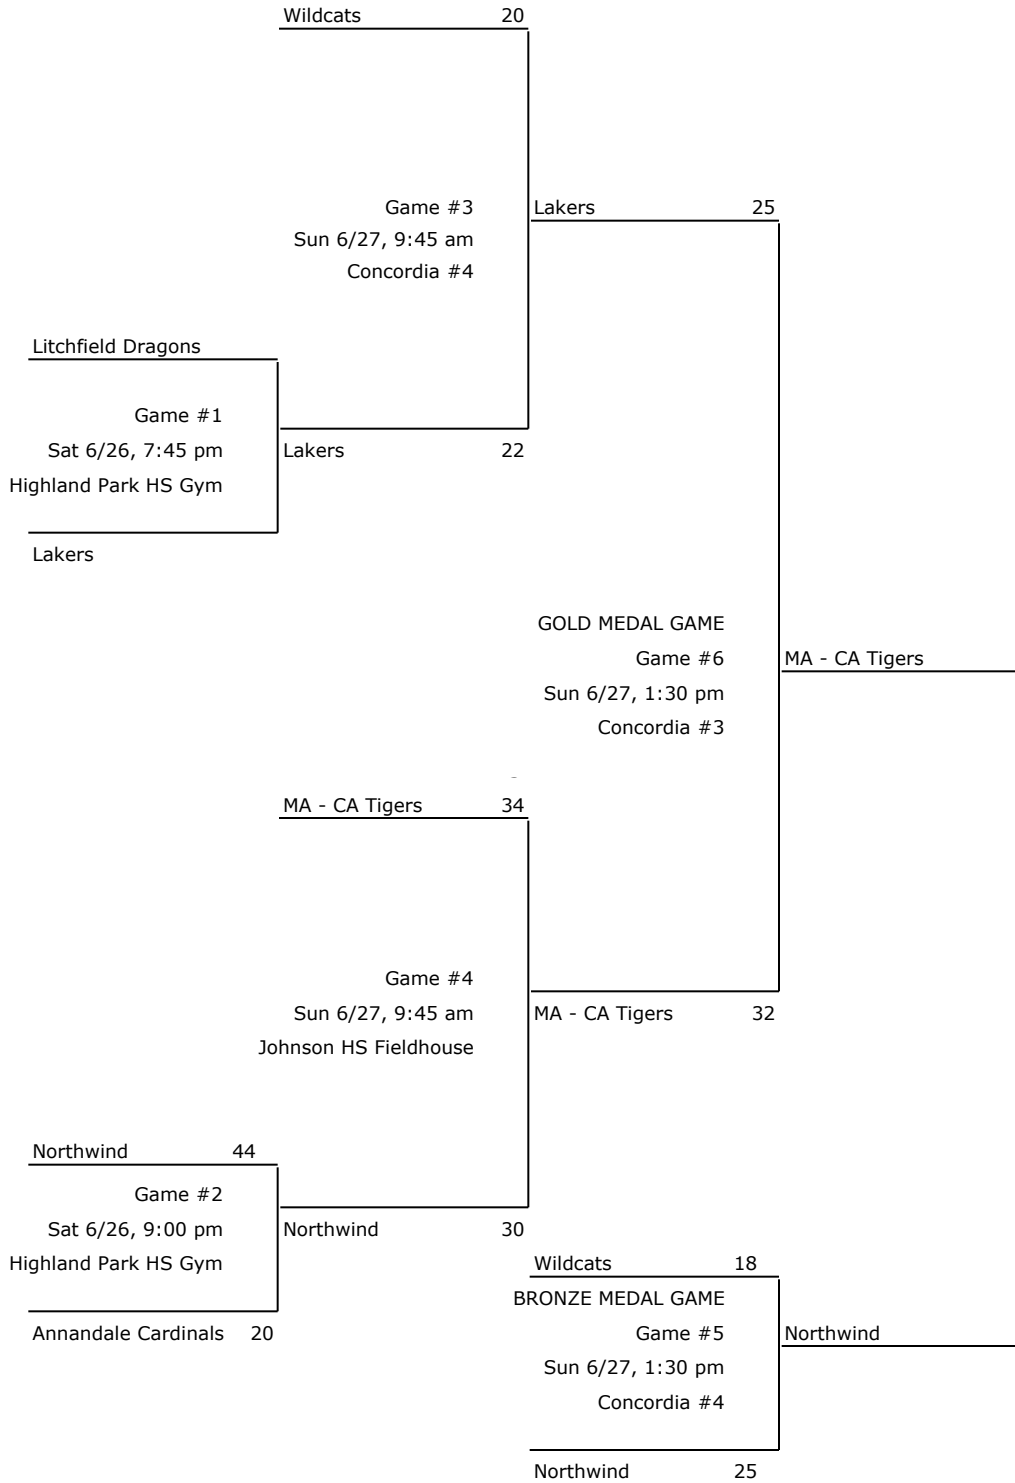 Wildcats 20
Game #3
Lakers 25
Sun 6/27, 9:45 am
Concordia #4
Litchfield Dragons
Game #1
Sat 6/26, 7:45 pm
Lakers 22
Highland Park HS Gym
Lakers
GOLD MEDAL GAME
Game #6
MA - CA Tigers
Sun 6/27, 1:30 pm
Concordia #3
MA - CA Tigers 34
Game #4
Sun 6/27, 9:45 am
MA - CA Tigers 32
Johnson HS Fieldhouse
Northwind 44
Game #2
Sat 6/26, 9:00 pm
Northwind 30
Highland Park HS Gym
Wildcats 18
BRONZE MEDAL GAME
Annandale Cardinals 20
Game #5
Northwind
Sun 6/27, 1:30 pm
Concordia #4
Northwind 25